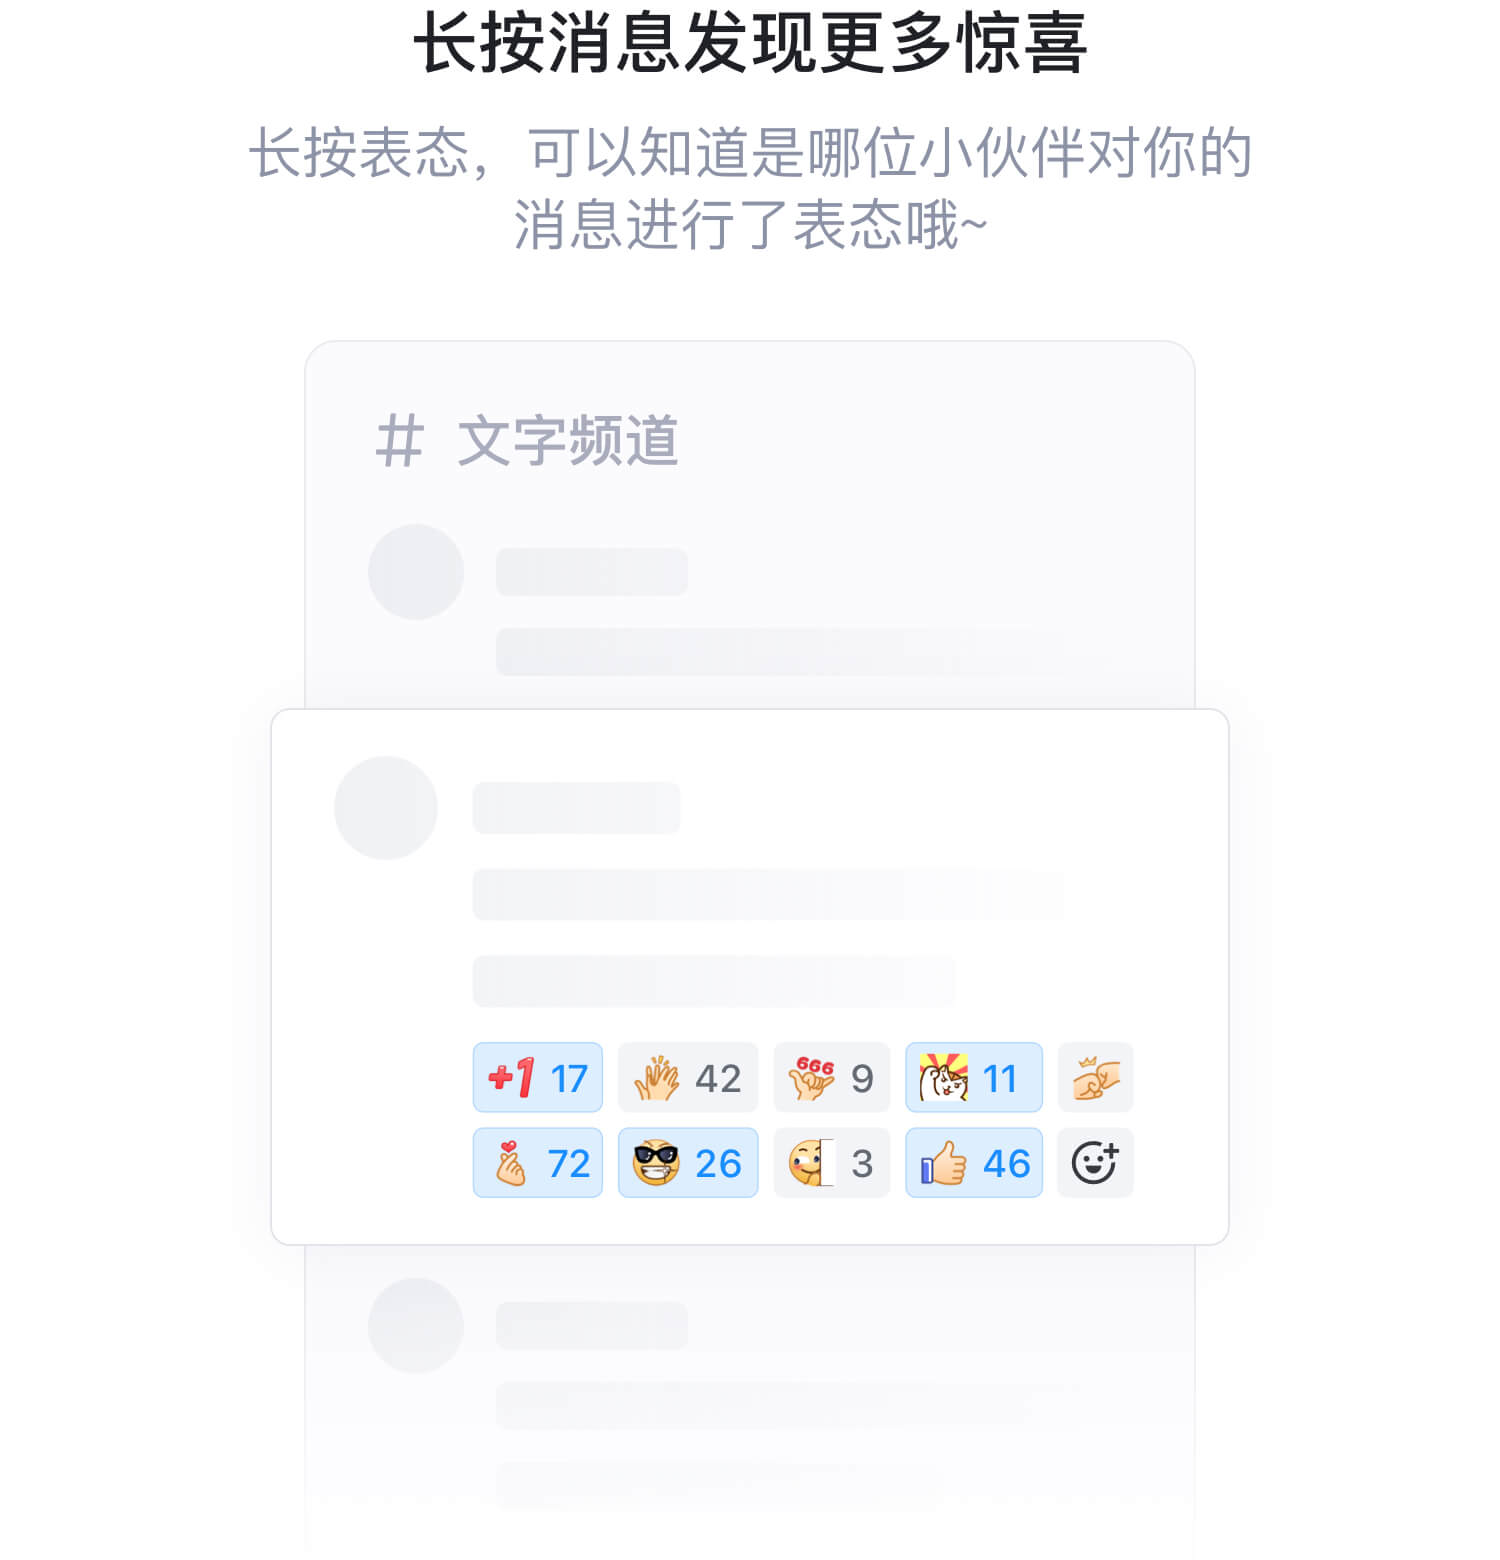 长按消息发现更多惊喜
长按表态，可以知道是哪位小伙伴对你的
消息进行了表态哦~
# 文字频道
+1 17 42 666 9 11
72 26 3 46